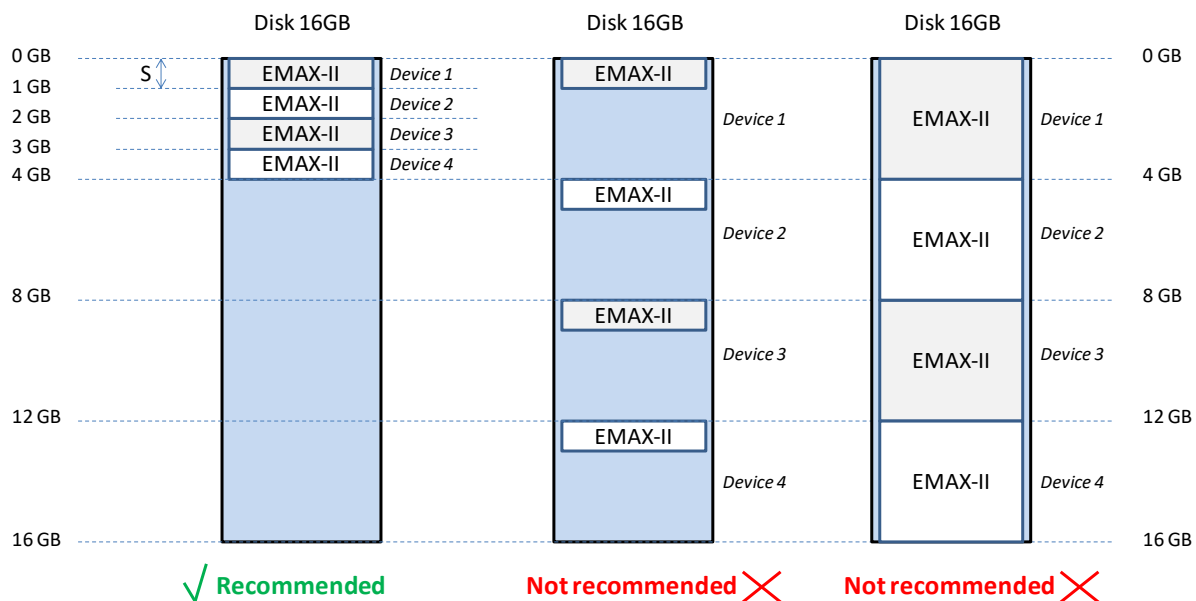 Disk 16GB Disk 16GB Disk 16GB
0 GB 0 GB
S EMAX-II Device 1 EMAX-II
1 GB
EMAX-II Device 2 Device 1 EMAX-II Device 1
2 GB
EMAX-II Device 3
3 GB
EMAX-II Device 4
4 GB 4 GB
EMAX-II
Device 2 EMAX-II Device 2
8 GB 8 GB
EMAX-II
Device 3 EMAX-II Device 3
12 GB 12 GB
EMAX-II
Device 4 EMAX-II Device 4
16 GB 16 GB
Recommended Not recommended Not recommended